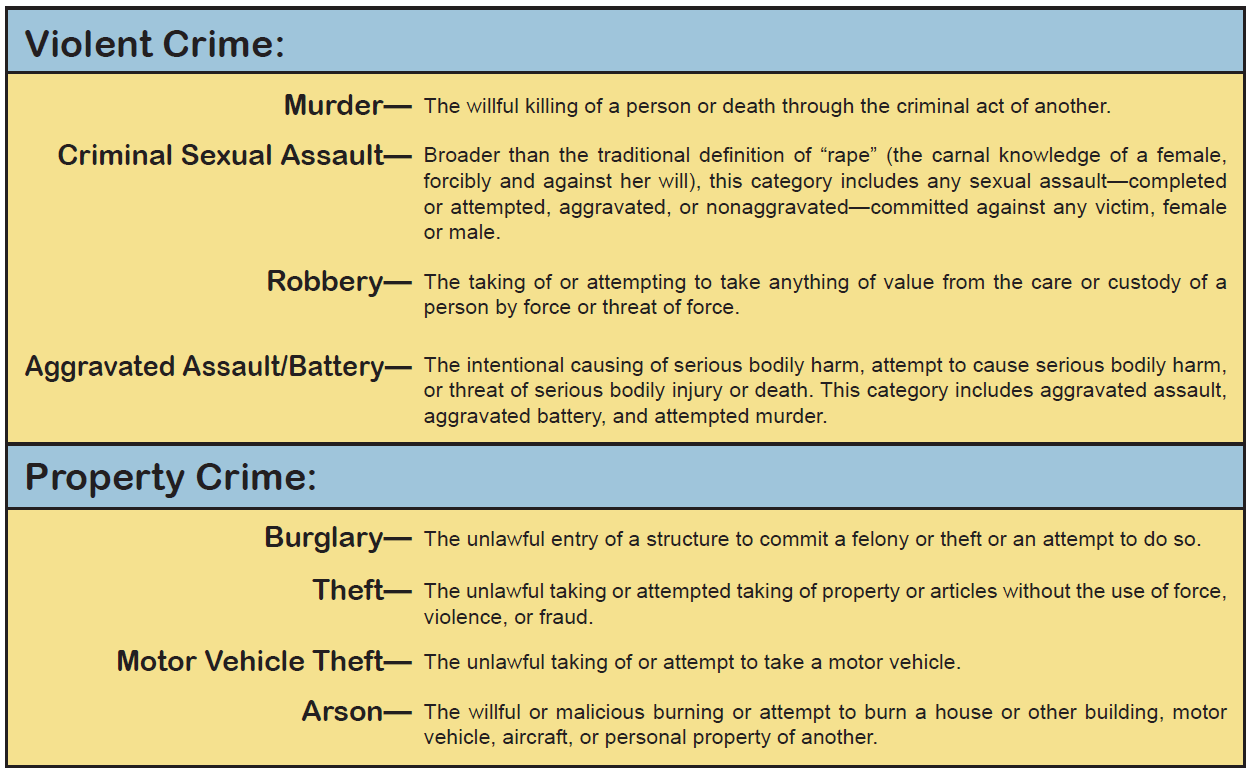 Violent Crime:
Murder— The willful killing of a person or death through the criminal act of another.
Criminal Sexual Assault— Broader than the traditional definition of “rape” (the carnal knowledge of a female,
forcibly and against her will), this category includes any sexual assault—completed
or attempted, aggravated, or nonaggravated—committed against any victim, female
or male.
Robbery— The taking of or attempting to take anything of value from the care or custody of a
person by force or threat of force.
Aggravated Assault/Battery— The intentional causing of serious bodily harm, attempt to cause serious bodily harm,
or threat of serious bodily injury or death. This category includes aggravated assault,
aggravated battery, and attempted murder.
Property Crime:
Burglary— The unlawful entry of a structure to commit a felony or theft or an attempt to do so.
Theft— The unlawful taking or attempted taking of property or articles without the use of force,
violence, or fraud.
Motor Vehicle Theft— The unlawful taking of or attempt to take a motor vehicle.
Arson— The willful or malicious burning or attempt to burn a house or other building, motor
vehicle, aircraft, or personal property of another.